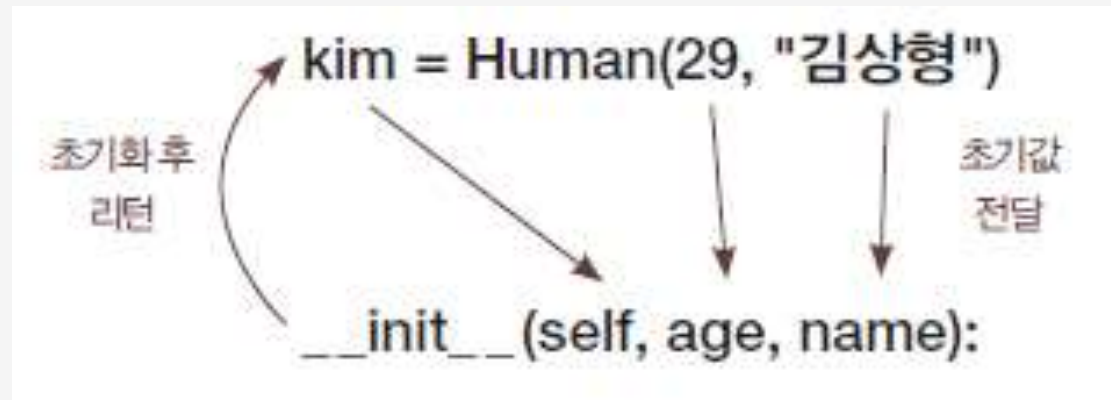 kim = Human(29, "김상형")
초기화 후
리턴
초기값
전달
__init__(self, age, name):